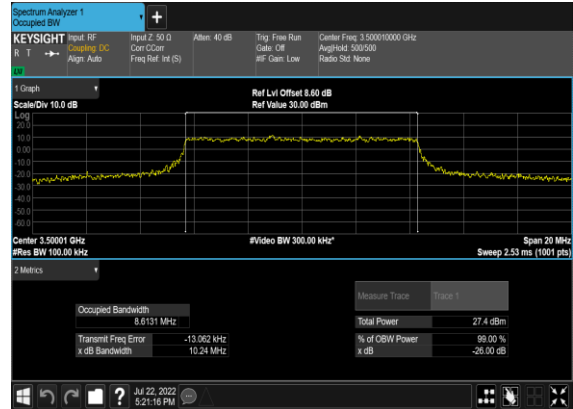 Spectrum Analyzer 1
Occupied BW
KEYSIGHT
R T
LM
Input: RF
Coupling: DC
Align: Auto
Input Z: 50 Ω
Corr CCorr
Freq Ref: Int (S)
Atten: 40 dB
Trig: Free Run
Gate: Off
#IF Gain: Low
Center Freq: 3.500010000 GHz
Avg|Hold: 500/500
Radio Std: None
1 Graph
Scale/Div 10.0 dB
Ref Lvl Offset 8.60 dB
Ref Value 30.00 dBm
Log
20.0
10.0
0.00
-10.0
-20.0
-30.0
-40.0
-50.0
-60.0
Center 3.50001 GHz
#Res BW 100.00 kHz
#Video BW 300.00 kHz*
Span 20 MHz
Sweep 2.53 ms (1001 pts)
2 Metrics
Occupied Bandwidth
8.6131 MHz
Transmit Freq Error -13.062 kHz
x dB Bandwidth 10.24 MHz
Measure Trace Trace 1
Total Power 27.4 dBm
% of OBW Power 99.00 %
x dB -26.00 dB
?
Jul 22, 2022
5:21:16 PM